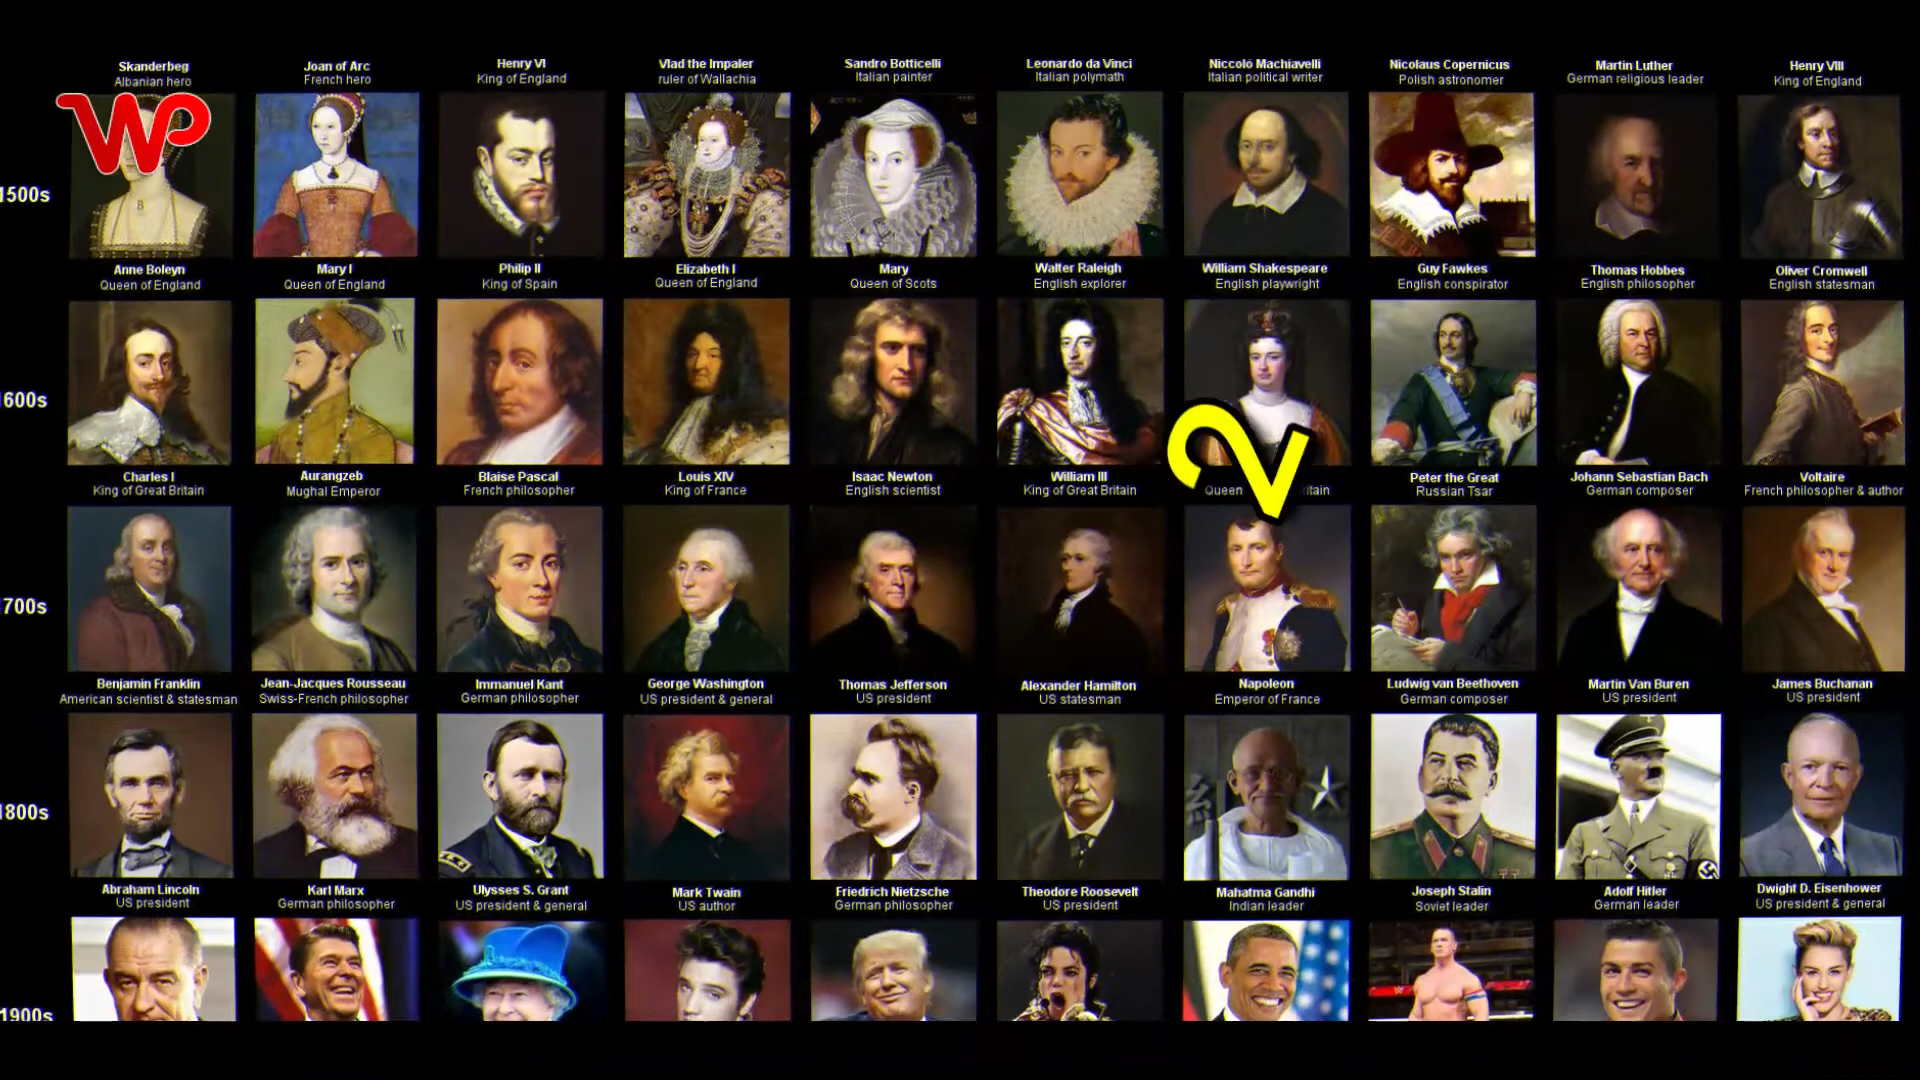 Skanderbeg
Albanian hero
Joan of Arc
French hero
Henry VI
King of England
Vlad the Impaler
ruler of Wallachia
Sandro Botticelli
Italian painter
Leonardo da Vinci
Italian polymath
Niccoló Machiavelli
Italian political writer
Nicolaus Copernicus
Polish astronomer
Martin Luther
German religious leader
Henry VIII
King of England
WP
1500s
Anne Boleyn
Queen of England
Mary I
Queen of England
Philip II
King of Spain
Elizabeth I
Queen of England
Mary
Queen of Scots
Walter Raleigh
English explorer
William Shakespeare
English playwright
Guy Fawkes
English conspirator
Thomas Hobbes
English philosopher
Oliver Cromwell
English statesman
1600s
2
Charles I
King of Great Britain
Aurangzeb
Mughal Emperor
Blaise Pascal
French philosopher
Louis XIV
King of France
Isaac Newton
English scientist
William III
King of Great Britain
Queen
Peter the Great
Russian Tsar
Johann Sebastian Bach
German composer
Voltaire
French philosopher & author
700s
Benjamin Franklin
American scientist & statesman
Jean-Jacques Rousseau
Swiss-French philosopher
Immanuel Kant
German philosopher
George Washington
US president & general
Thomas Jefferson
US president
Alexander Hamilton
US statesman
Napoleon
Emperor of France
Ludwig van Beethoven
German composer
Martin Van Buren
US president
James Buchanan
US president
1800s
Abraham Lincoln
US president
Karl Marx
German philosopher
Ulysses S. Grant
US president & general
Mark Twain
US author
Friedrich Nietzsche
German philosopher
Theodore Roosevelt
US president
Mahatma Gandhi
Indian leader
Joseph Stalin
Soviet leader
Adolf Hitler
German leader
Dwight D. Eisenhower
US president & general
1900s